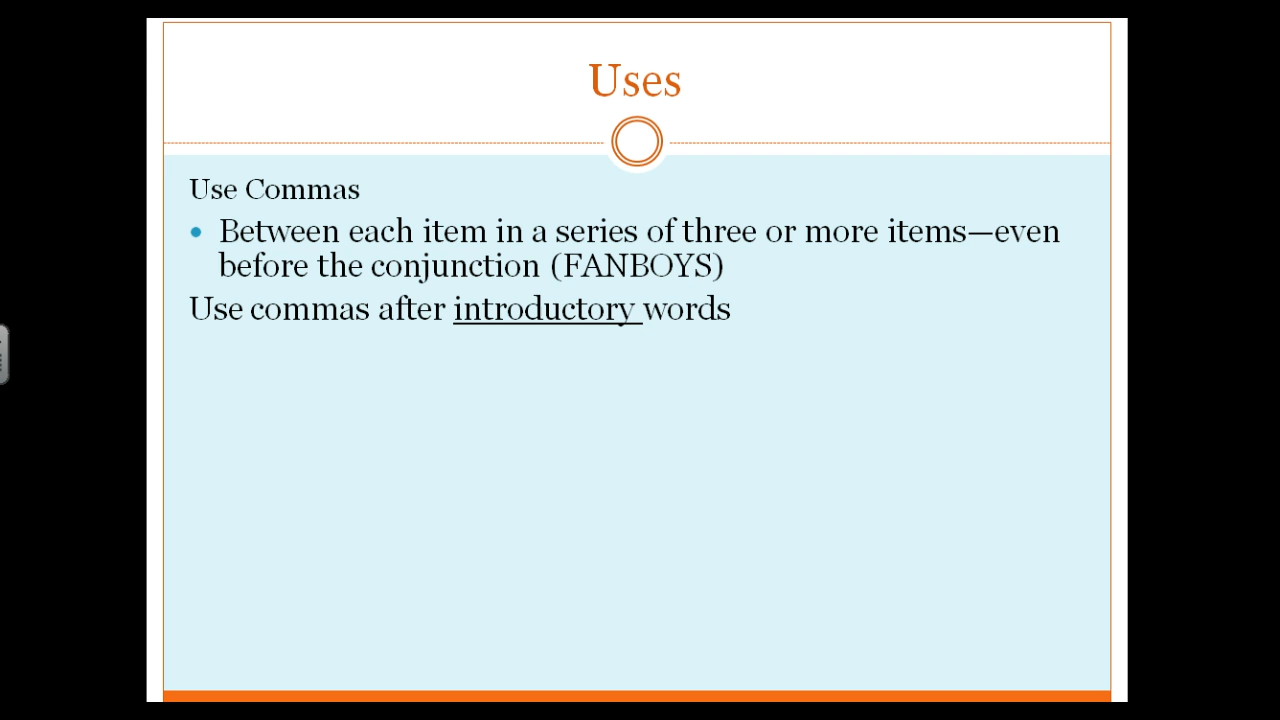 Uses
Use Commas
Between each item in a series of three or more items—even
before the conjunction (FANBOYS)
Use commas after introductory words